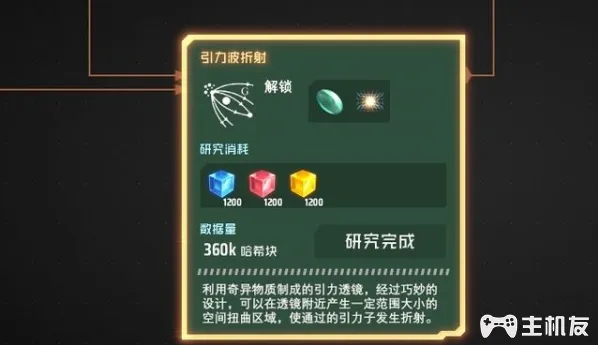 引力波折射
G
解锁
研究消耗
1200 1200 1200
数据量
360k 哈希块
研究完成
利用奇异物质制成的引力透镜，经过巧妙的
设计，可以在透镜附近产生一定范围大小的
空间扭曲区域，使通过的引力子发生折射。
主机友